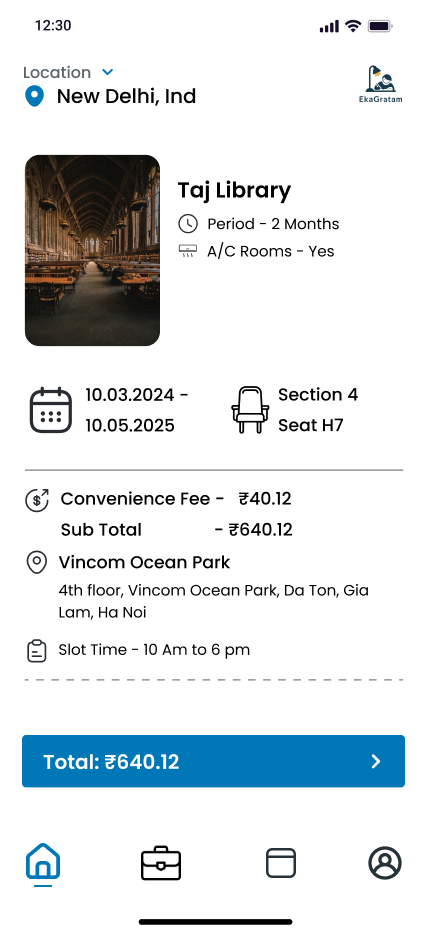 12:30
Location
New Delhi, Ind
EkaGratam
Taj Library
Period - 2 Months
A/C Rooms - Yes
10.03.2024 -
10.05.2025
Section 4
Seat H7
Convenience Fee - ₹40.12
Sub Total - ₹640.12
Vincom Ocean Park
4th floor, Vincom Ocean Park, Da Ton, Gia
Lam, Ha Noi
Slot Time - 10 Am to 6 pm
Total: ₹640.12